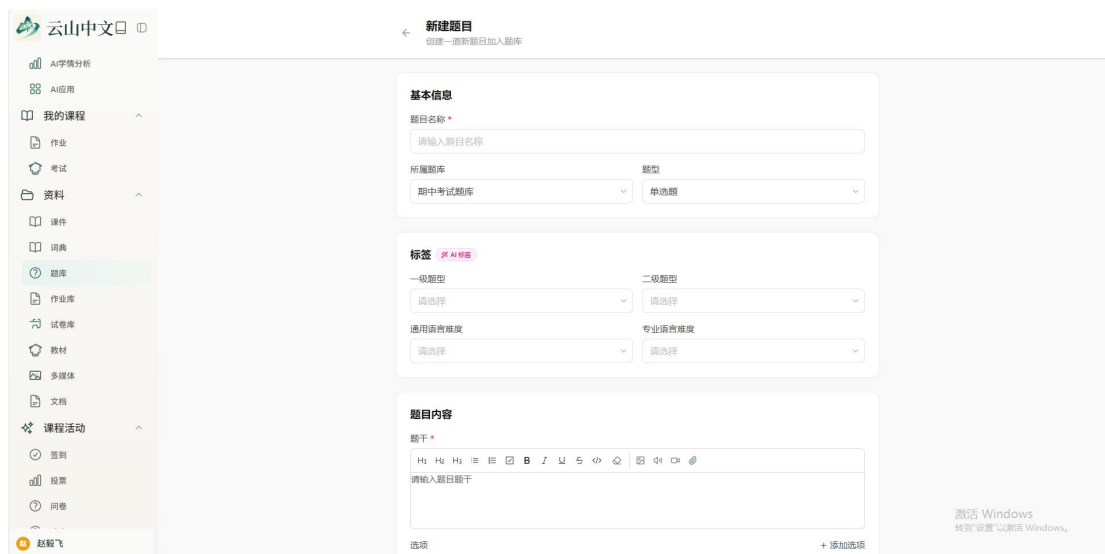 云山中文
AI学情分析
AI应用
我的课程
作业
考试
资料
课件
词典
题库
作业库
试卷库
教材
多媒体
文档
课程活动
签到
投票
问卷
赵
赵毅飞
新建题目
创建一道新题目加入题库
基本信息
题目名称 *
请输入题目名称
所属题库 题型
期中考试题库 单选题
标签 AI 标签
一级题型 二级题型
请选择 请选择
通用语言难度 专业语言难度
请选择 请选择
题目内容
题干 *
H1 H2 H3 B I U S </>
请输入题目题干
选项 + 添加选项
激活 Windows
转到"设置"以激活 Windows。